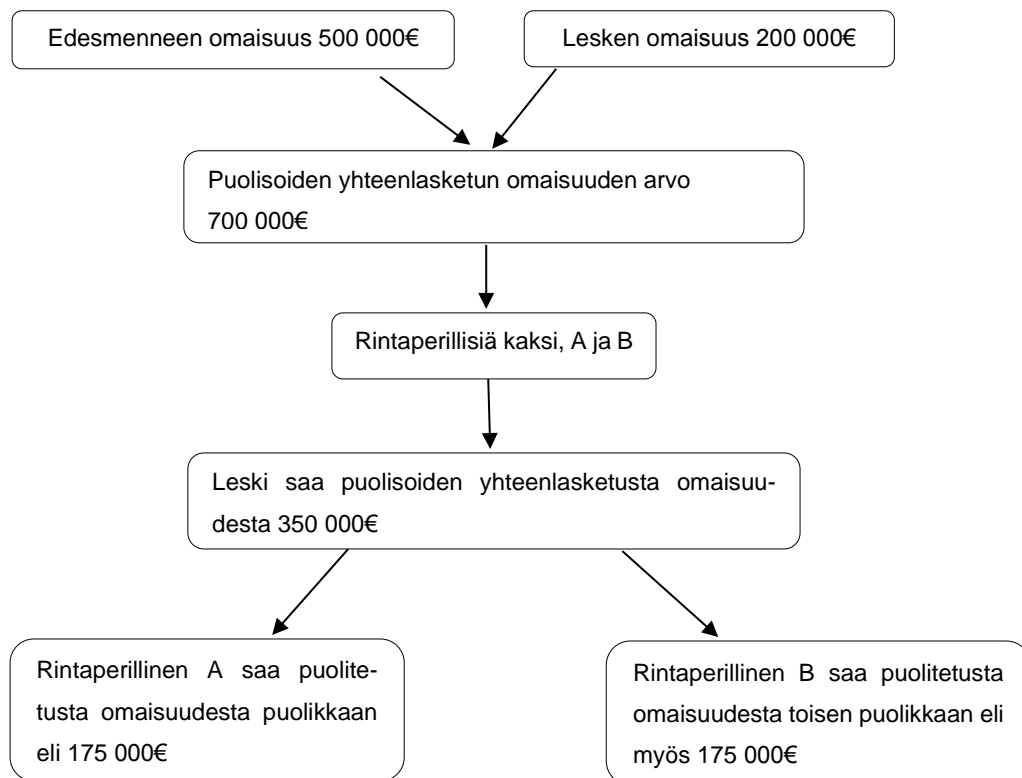 Edesmenneen omaisuus 500 000€
Lesken omaisuus 200 000€
Puolisoiden yhteenlasketun omaisuuden arvo
700 000€
Rintaperillisiä kaksi, A ja B
Leski saa puolisoiden yhteenlasketusta omaisuu-
desta 350 000€
Rintaperillinen A saa puolite-
tusta omaisuudesta puolikkaan
eli 175 000€
Rintaperillinen B saa puolitetusta
omaisuudesta toisen puolikkaan eli
myös 175 000€